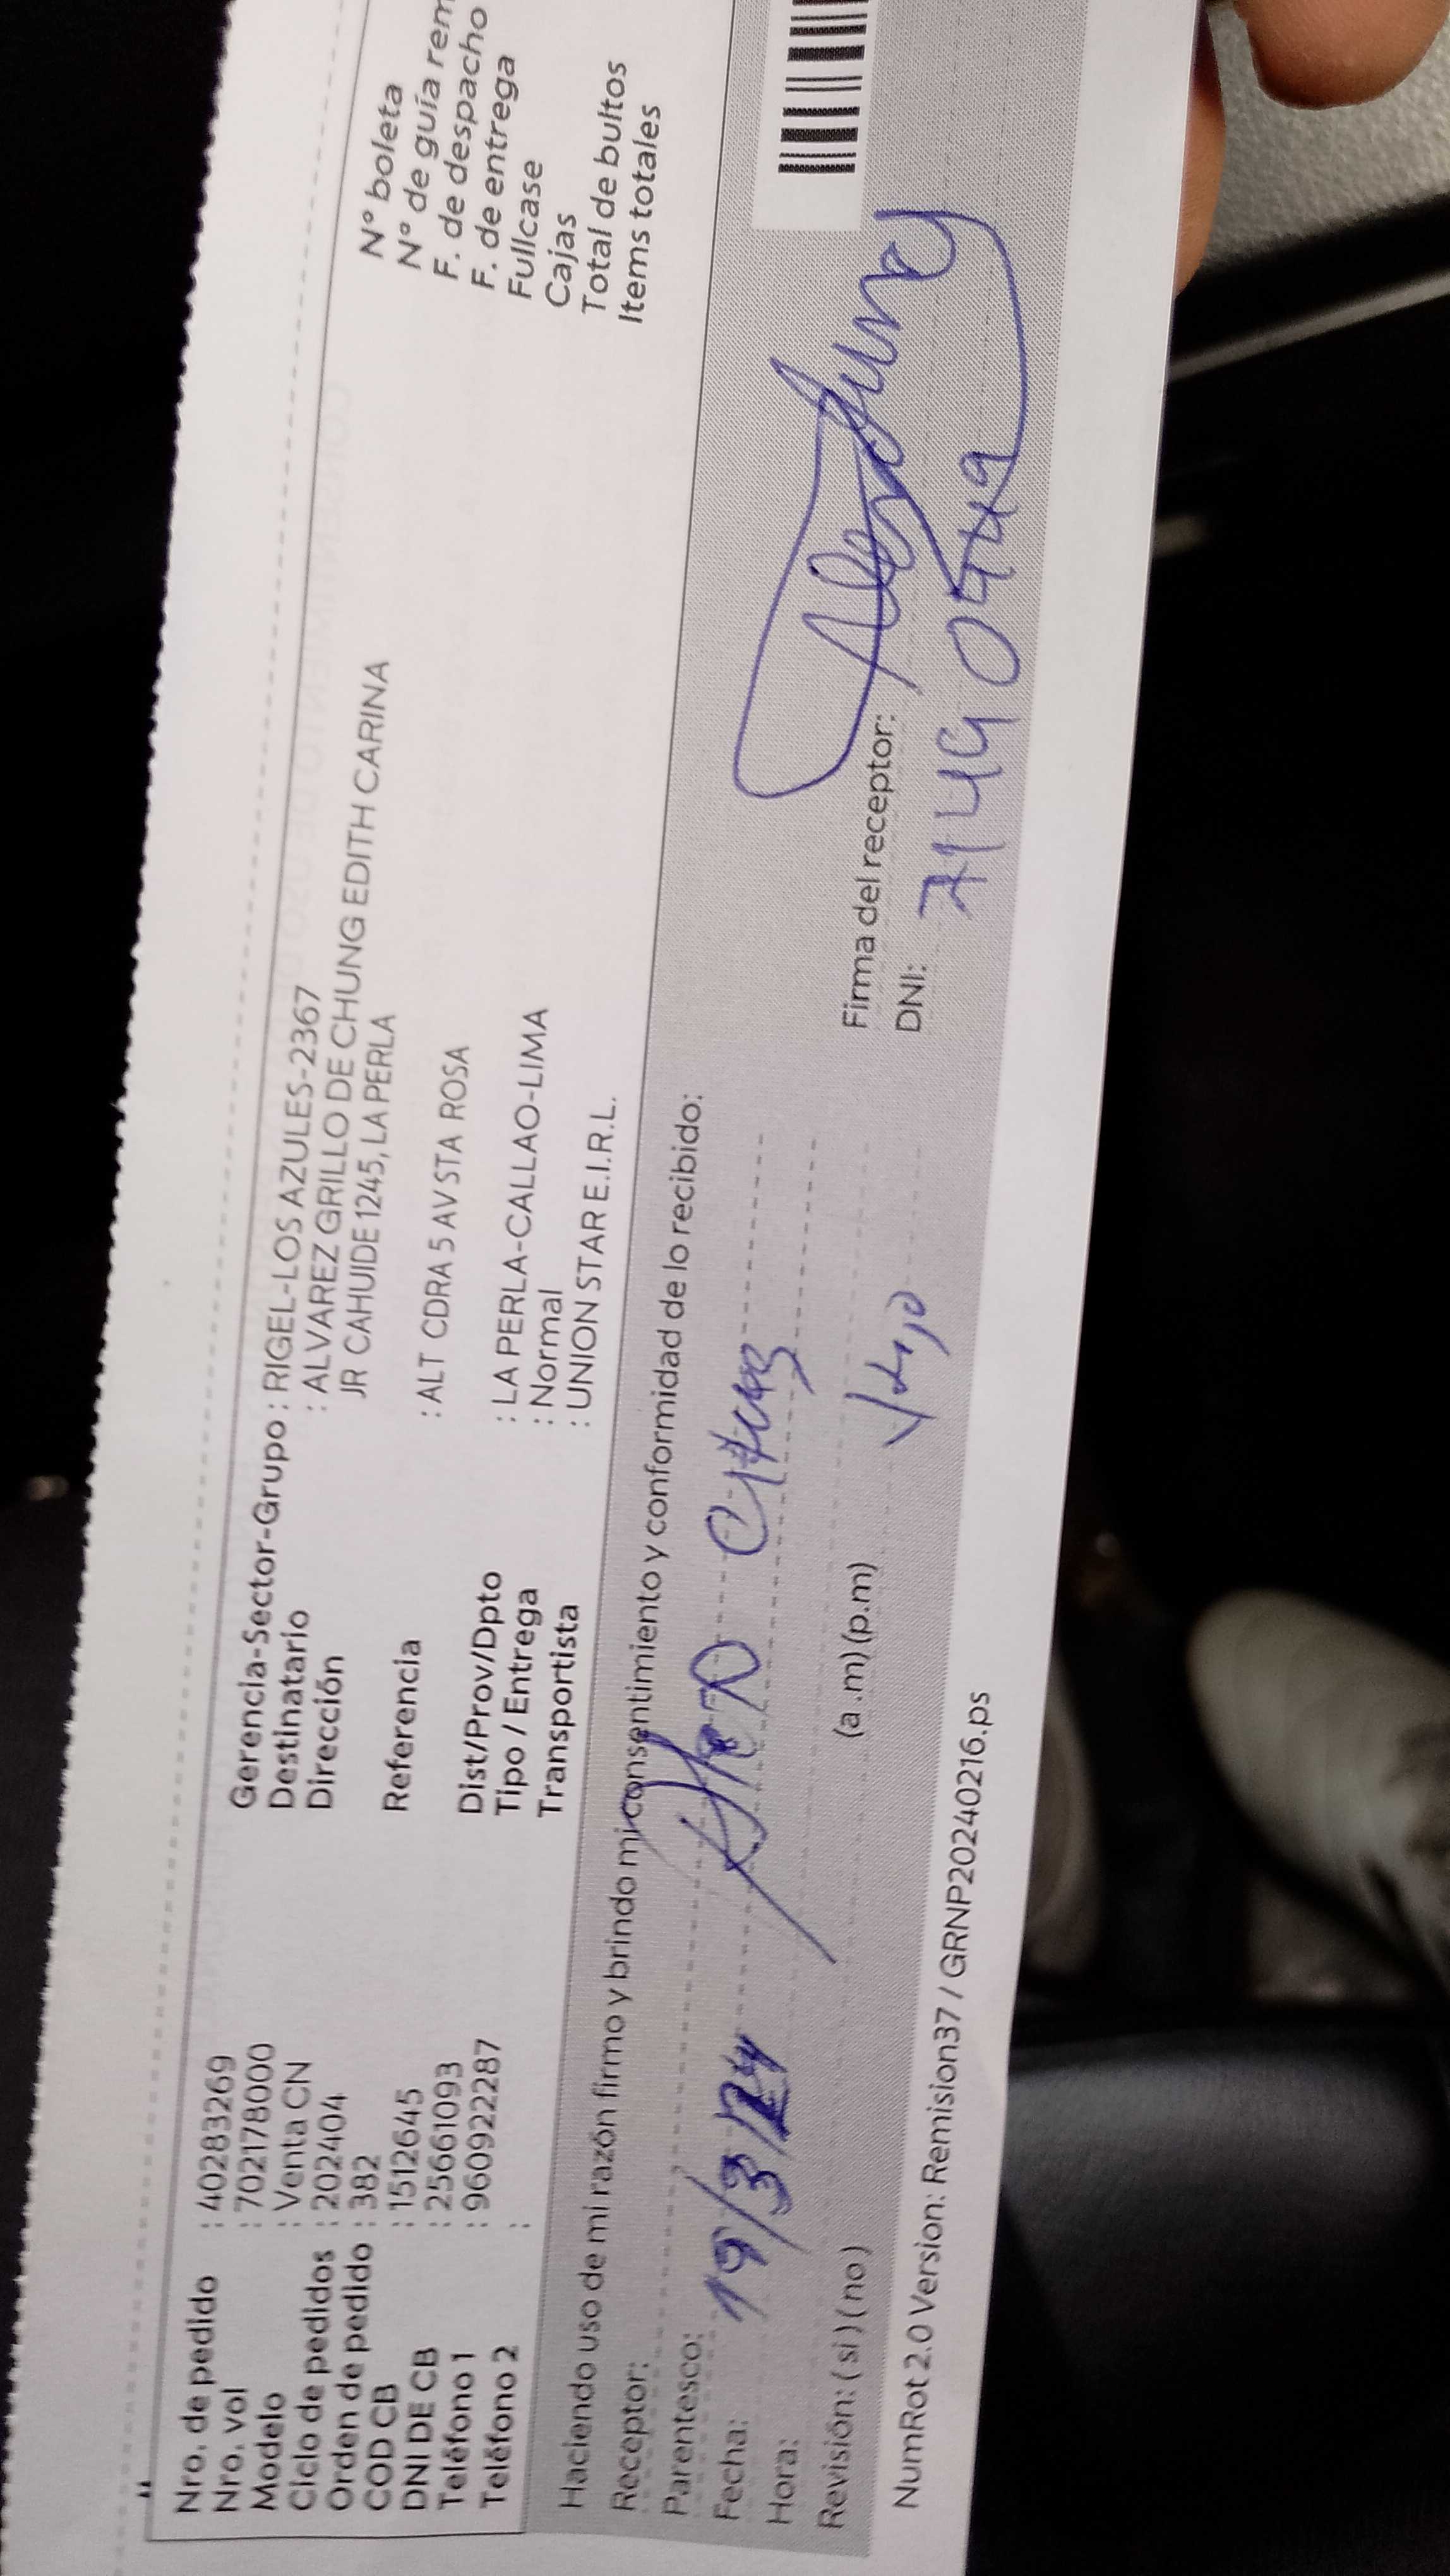 Nro. de pedido : 40283269
Nro. vol : 702178000
Modelo : Venta CN
Ciclo de pedidos : 202404
Orden de pedido : 382
COD CB : 1512645
DNI DE CB : 25661093
Teléfono 1 : 960922287
Teléfono 2 :
Gerencia-Sector-Grupo : RIGEL-LOS AZULES-2367
Destinatario : ALVAREZ GRILLO DE CHUNG EDITH CARINA
Dirección JR CAHUIDE 1245, LA PERLA
Referencia : ALT CDRA 5 AV STA ROSA
Dist/Prov/Dpto : LA PERLA-CALLAO-LIMA
Tipo / Entrega : Normal
Transportista : UNION STAR E.I.R.L.
N° boleta
N° de guía rem
F. de despacho
F. de entrega
Fullcase
Cajas
Total de bultos
Items totales
Haciendo uso de mi razón firmo y brindo mi consentimiento y conformidad de lo recibido:
Receptor:
Parentesco:
Fecha: 19/3/24
Hora: (a.m) (p.m)
Revisión: (si) (no)
Firma del receptor:
DNI: 71490449
NumRot 2.0 Version: Remision37 / GRNP20240216.ps